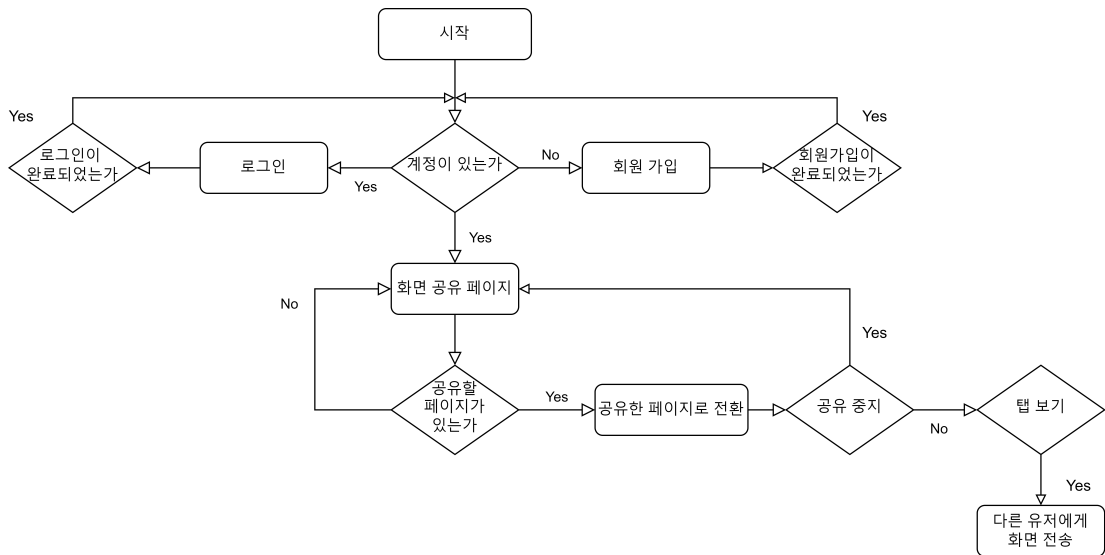 시작
Yes
Yes
로그인이
완료되었는가
로그인
계정이 있는가
No
회원 가입
회원가입이
완료되었는가
Yes
Yes
화면 공유 페이지
No
Yes
공유할
페이지가
있는가
Yes
공유한 페이지로 전환
공유 중지
No
탭 보기
Yes
다른 유저에게
화면 전송